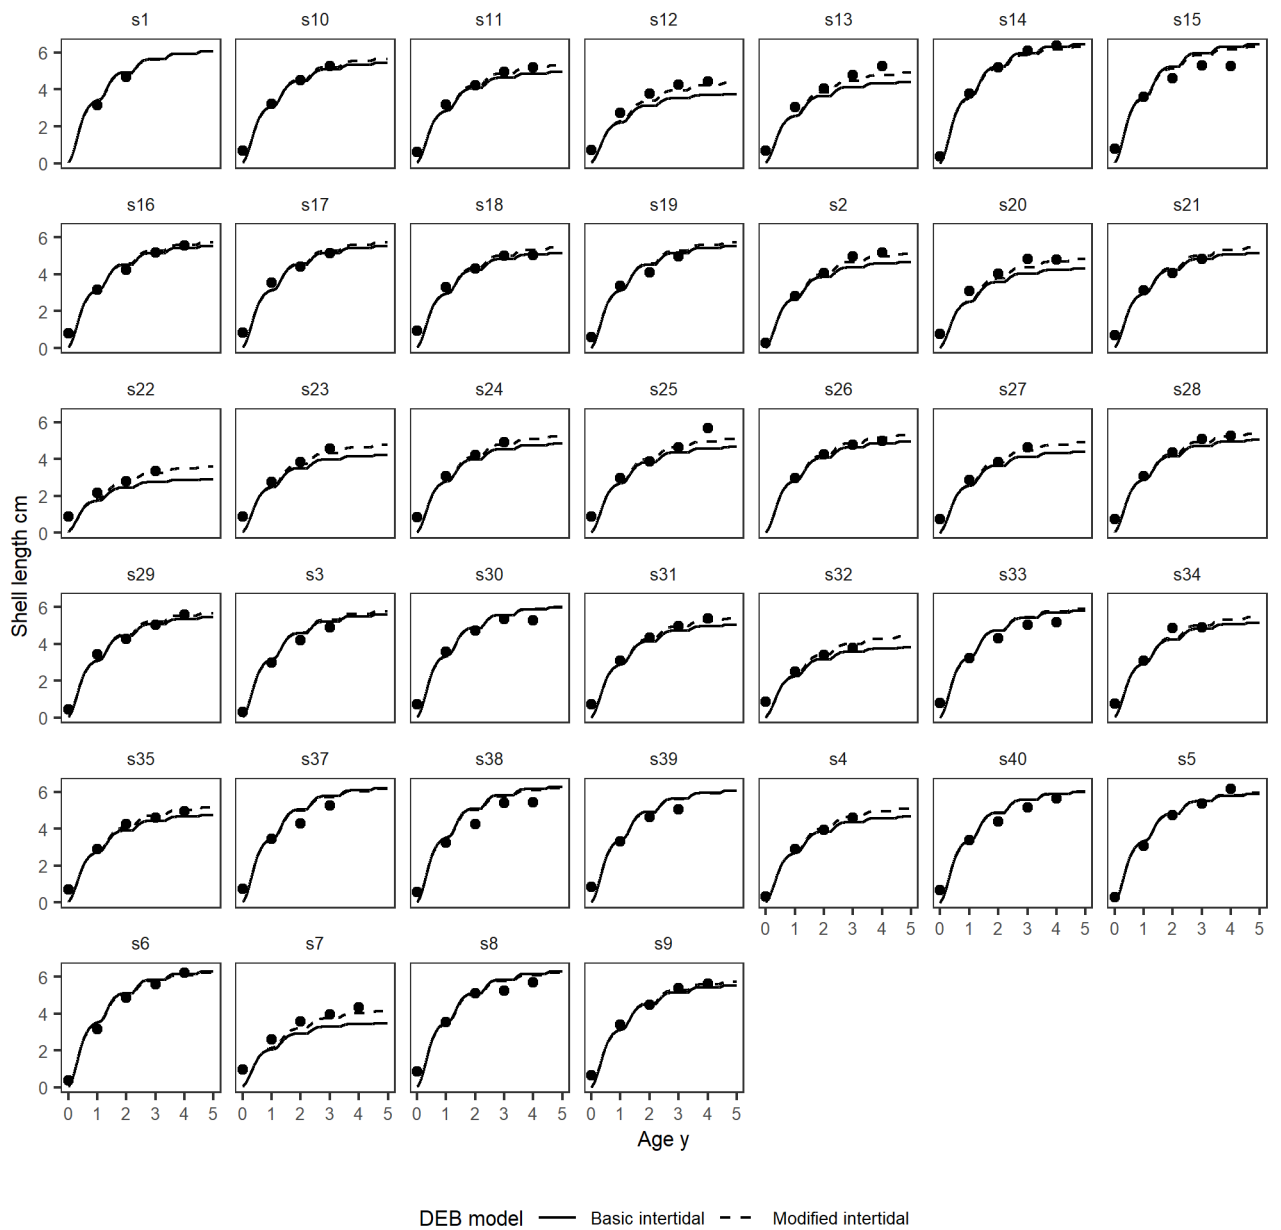 s1 s10 s11 s12 s13 s14 s15
6
4
2
0
s16 s17 s18 s19 s2 s20 s21
6
4
2
0
s22 s23 s24 s25 s26 s27 s28
6
4
2
0
Shell length cm
s29 s3 s30 s31 s32 s33 s34
6
4
2
0
s35 s37 s38 s39 s4 s40 s5
6
4
2
0
0 1 2 3 4 5 0 1 2 3 4 5 0 1 2 3 4 5
s6 s7 s8 s9
6
4
2
0
0 1 2 3 4 5 0 1 2 3 4 5 0 1 2 3 4 5 0 1 2 3 4 5
Age y
DEB model Basic intertidal Modified intertidal